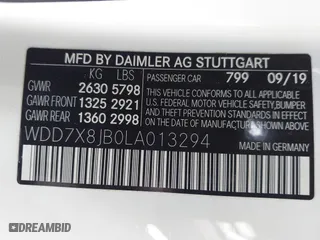 MFD BY DAIMLER AG STUTTGART
KG LBS PASSENGER CAR 799 09/19
GVWR 2630 5798
GAWR FRONT 1325 2921
GAWR REAR 1360 2998
THIS VEHICLE CONFORMS TO ALL APPLICABLE U.S. FEDERAL MOTOR VEHICLE SAFETY, BUMPER, AND THEFT PREVENTION STANDARDS IN EFFECT ON THE DATE OF MANUFACTURE SHOWN ABOVE.
WDD7X8JB0LA013294
MADE IN GERMANY
DREAMBID